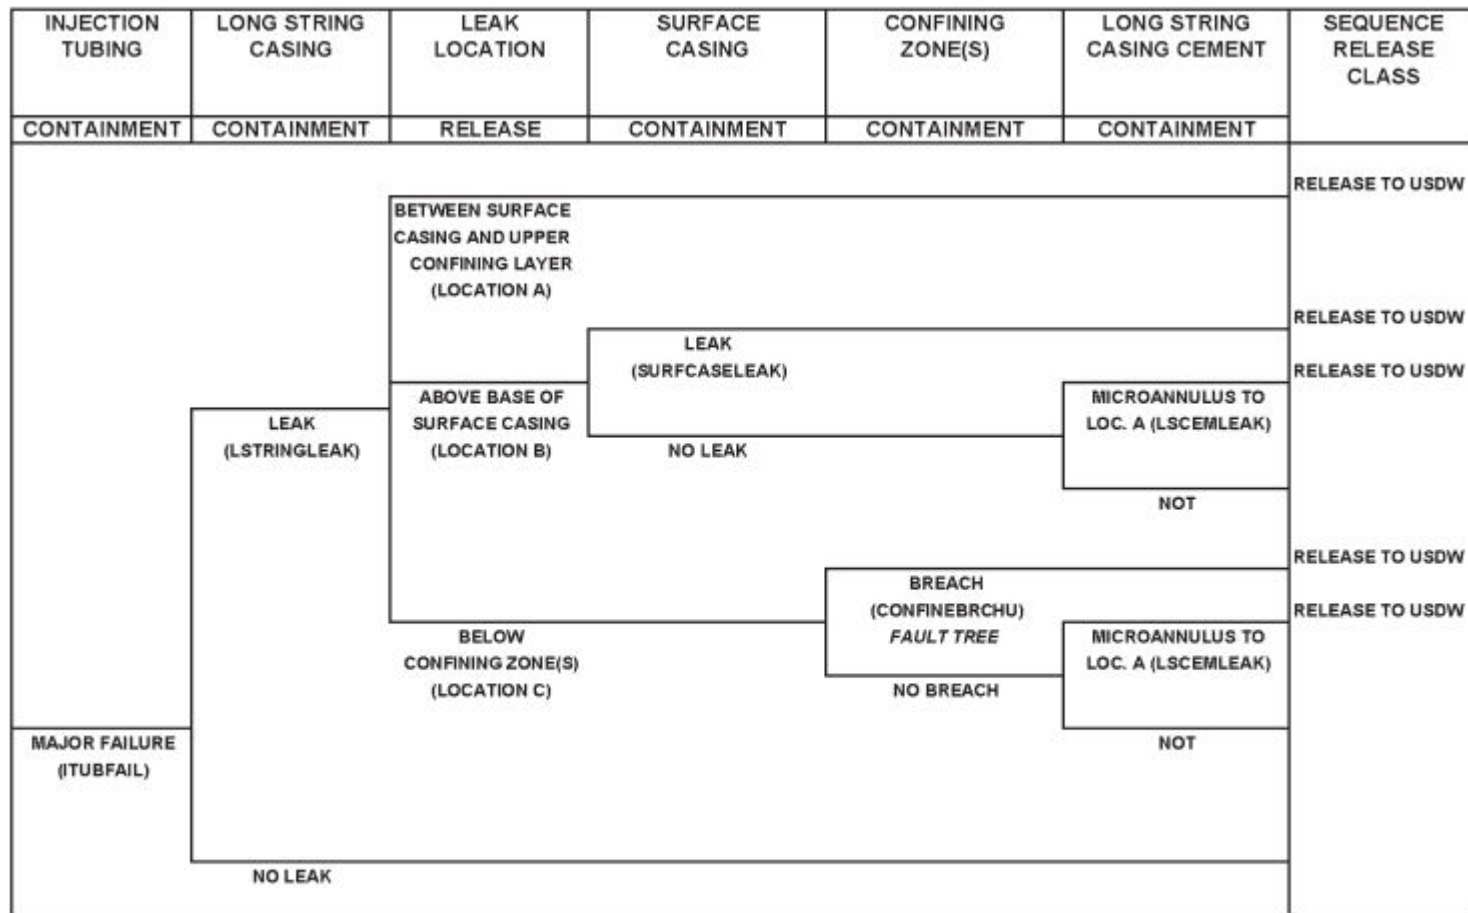 INJECTION
TUBING
LONG STRING
CASING
LEAK
LOCATION
SURFACE
CASING
CONFINING
ZONE(S)
LONG STRING
CASING CEMENT
SEQUENCE
RELEASE
CLASS
CONTAINMENT
CONTAINMENT
RELEASE
CONTAINMENT
CONTAINMENT
CONTAINMENT
RELEASE TO USDW
BETWEEN SURFACE
CASING AND UPPER
CONFINING LAYER
(LOCATION A)
RELEASE TO USDW
LEAK
(SURFCASELEAK)
RELEASE TO USDW
ABOVE BASE OF
SURFACE CASING
(LOCATION B)
MICROANNULUS TO
LOC. A (LSCEMLEAK)
LEAK
(LSTRINGLEAK)
NO LEAK
NOT
RELEASE TO USDW
BREACH
(CONFINEBRCHU)
FAULT TREE
RELEASE TO USDW
BELOW
CONFINING ZONE(S)
(LOCATION C)
MICROANNULUS TO
LOC. A (LSCEMLEAK)
NO BREACH
MAJOR FAILURE
(ITUBFAIL)
NOT
NO LEAK